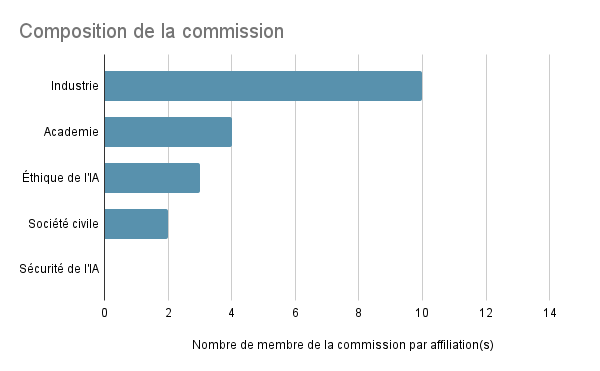 Composition de la commission
Industrie
Academie
Éthique de l'IA
Société civile
Sécurité de l'IA
0 2 4 6 8 10 12 14
Nombre de membre de la commission par affiliation(s)